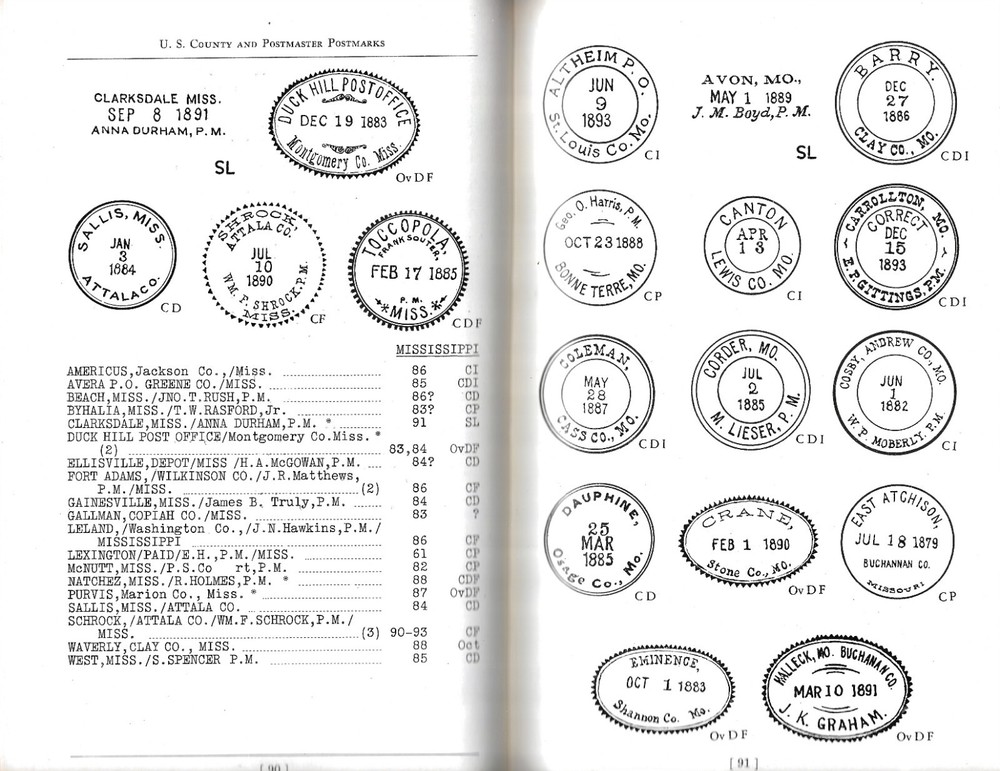 U. S. County and Postmaster Postmarks
CLARKSDALE MISS.
SEP 8 1891
ANNA DURHAM, P. M.
SL
DUCK HILL POST OFFICE
DEC 19 1883
Montgomery Co. Miss.
OvDF
SALLIS, MISS.
JAN
3
1884
ATTALA CO.
CD
SHROCK,
ATTALA CO.
JUL
10
1890
WM. F. SHROCK, P.M.
MISS.
CF
TOCCOPOLA,
FRANK SOUTER,
FEB 17 1885
P. M.
*MISS.*
CDF
MISSISSIPPI
AMERICUS,Jackson Co.,/Miss. 86 CI
AVERA P.O. GREENE CO./MISS. 85 CDI
BEACH,MISS./JNO.T.RUSH,P.M. 86? CD
BYHALIA,MISS./T.W.RASFORD,Jr. 83? CP
CLARKSDALE,MISS./ANNA DURHAM,P.M. * 91 SL
DUCK HILL POST OFFICE/Montgomery Co.Miss. *
(2) 83,84 OvDF
ELLISVILLE,DEPOT/MISS /H.A.McGOWAN,P.M. 84? CD
FORT ADAMS,/WILKINSON CO./J.R.Matthews,
P.M./MISS. (2) 86 CF
GAINESVILLE,MISS./James B. Truly,P.M. 84 CD
GALLMAN,COPIAH CO./MISS. 83 ?
LELAND,/Washington Co.,/J.N.Hawkins,P.M./
MISSISSIPPI 86 CF
LEXINGTON/PAID/E.H.,P.M./MISS. 61 CP
McNUTT,MISS./P.S.Co rt,P.M. 82 CP
NATCHEZ,MISS./R.HOLMES,P.M. * 88 CDF
PURVIS,Marion Co., Miss. * 87 OvDF
SALLIS,MISS./ATTALA CO. 84 CD
SCHROCK,/ATTALA CO./WM.F.SCHROCK,P.M./
MISS. (3) 90-93 CF
WAVERLY,CLAY CO., MISS. 88 Oct
WEST,MISS./S.SPENCER P.M. 85 CD
[ 90 ]
ALTHEIM P. O.
JUN
9
1893
St. Louis Co. Mo.
CI
AVON, MO.,
MAY 1 1889
J. M. Boyd, P. M.
SL
BARRY.
DEC
27
1886
CLAY CO., MO.
CDI
Geo. O. Harris, P.M.
OCT 23 1888
BONNE TERRE, MO.
CP
CANTON
APR
1 3
LEWIS CO. MO.
CI
CARROLLTON, MO.
CORRECT
DEC
15
1893
E. P. GITTINGS, P.M.
CDI
COLEMAN,
MAY
28
1887
CASS CO., MO.
CDI
CORDER, MO.
JUL
2
1885
M. LIESER, P. M.
CDI
COSBY, ANDREW CO., MO.
JUN
1
1882
W. P. MOBERLY, P.M.
CI
DAUPHINE,
25
MAR
1885
Osage Co., Mo.
CD
CRANE,
FEB 1 1890
Stone Co., Mo.
OvDF
EAST ATCHISON,
JUL 18 1879
BUCHANNAN CO.
MISSOURI
CP
EMINENCE,
OCT 1 1883
Shannon Co. Mo.
OvDF
HALLECK, MO. BUCHANAN CO.
MAR 10 1891
J. K. GRAHAM.
OvDF
[ 91 ]